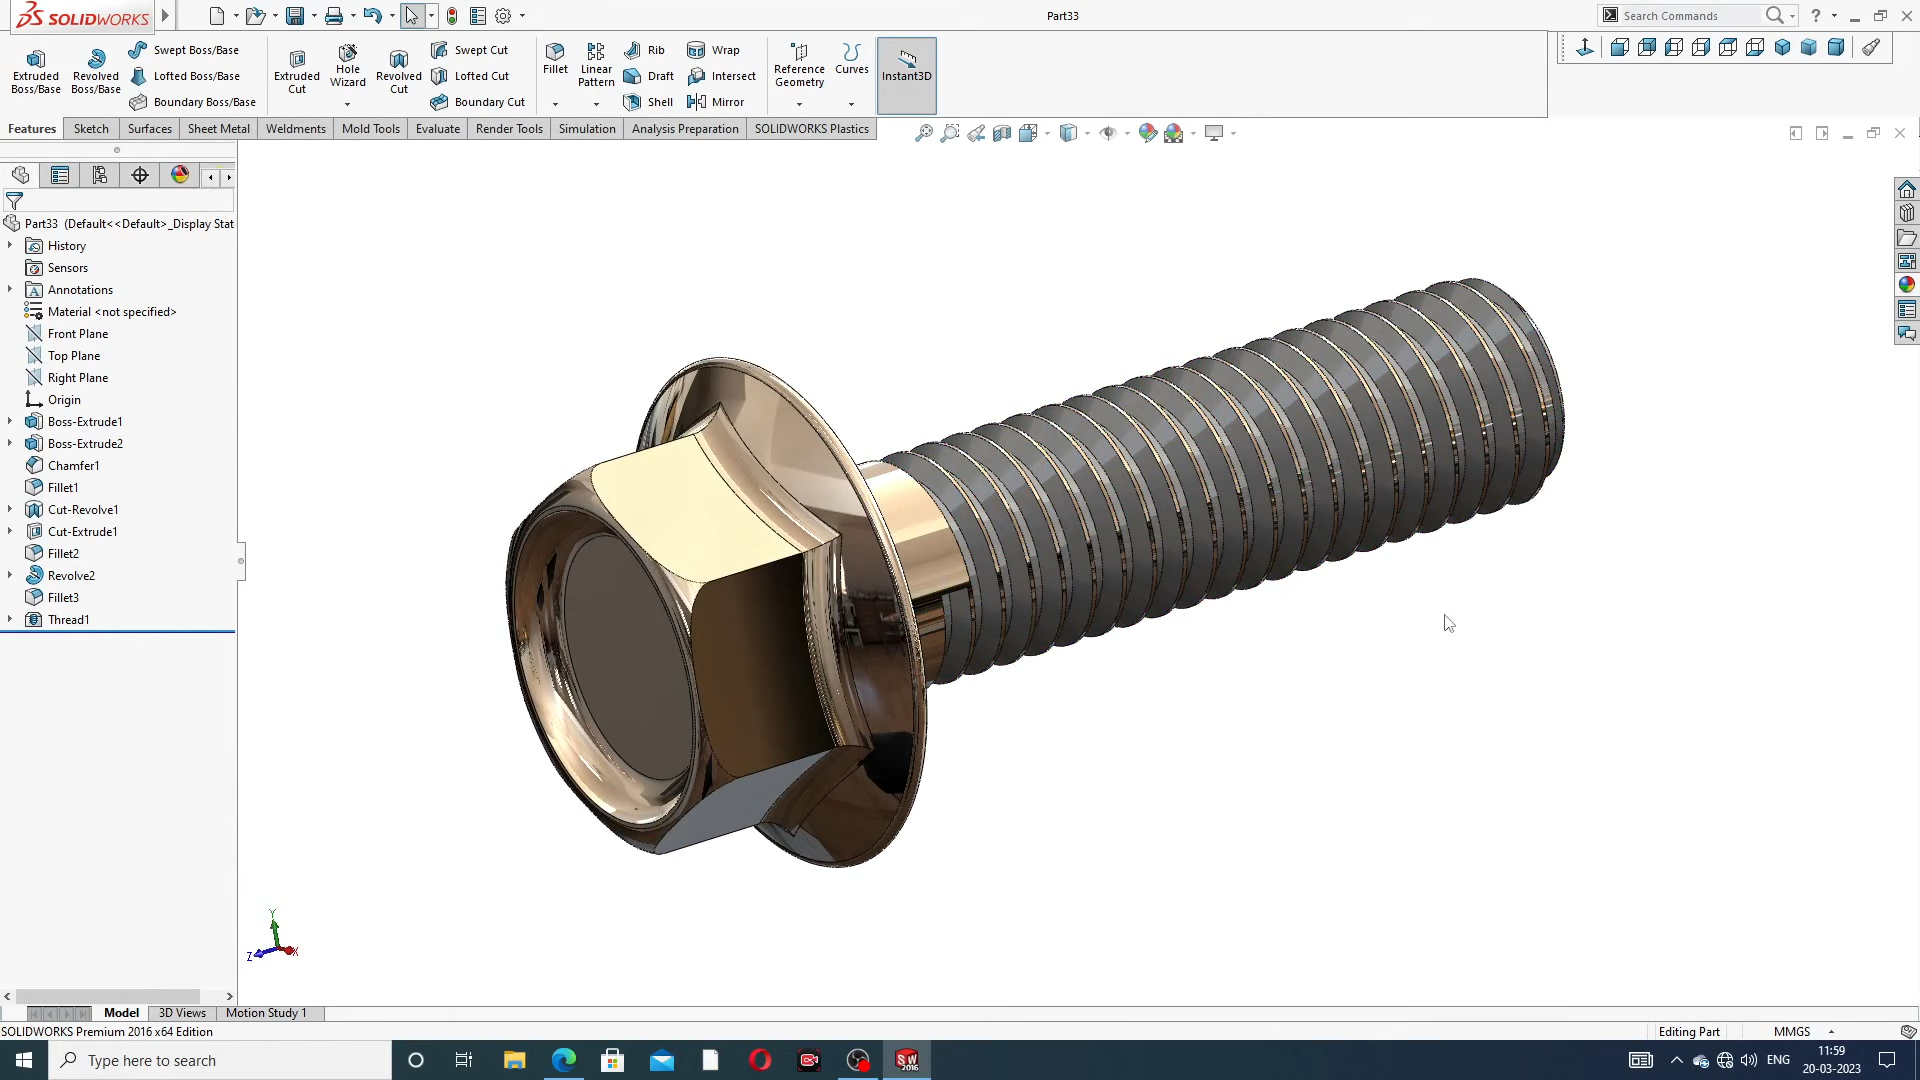 SOLIDWORKS
Part33
Search Commands
?
Extruded Boss/Base
Revolved Boss/Base
Swept Boss/Base
Lofted Boss/Base
Boundary Boss/Base
Extruded Cut
Hole Wizard
Revolved Cut
Swept Cut
Lofted Cut
Boundary Cut
Fillet
Linear Pattern
Rib
Draft
Shell
Wrap
Intersect
Mirror
Reference Geometry
Curves
Instant3D
Features
Sketch
Surfaces
Sheet Metal
Weldments
Mold Tools
Evaluate
Render Tools
Simulation
Analysis Preparation
SOLIDWORKS Plastics
Part33 (Default<<Default>_Display Stat
History
Sensors
Annotations
Material <not specified>
Front Plane
Top Plane
Right Plane
Origin
Boss-Extrude1
Boss-Extrude2
Chamfer1
Fillet1
Cut-Revolve1
Cut-Extrude1
Fillet2
Revolve2
Fillet3
Thread1
Y
Z
X
Model
3D Views
Motion Study 1
SOLIDWORKS Premium 2016 x64 Edition
Editing Part
MMGS
Type here to search
SW
2016
ENG
11:59
20-03-2023